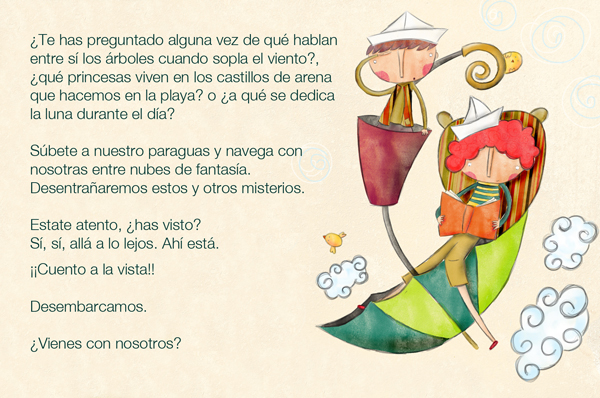 ¿Te has preguntado alguna vez de qué hablan
entre sí los árboles cuando sopla el viento?,
¿qué princesas viven en los castillos de arena
que hacemos en la playa? o ¿a qué se dedica
la luna durante el día?
Súbete a nuestro paraguas y navega con
nosotras entre nubes de fantasía.
Desentrañaremos estos y otros misterios.
Estate atento, ¿has visto?
Sí, sí, allá a lo lejos. Ahí está.
¡¡Cuento a la vista!!
Desembarcamos.
¿Vienes con nosotros?